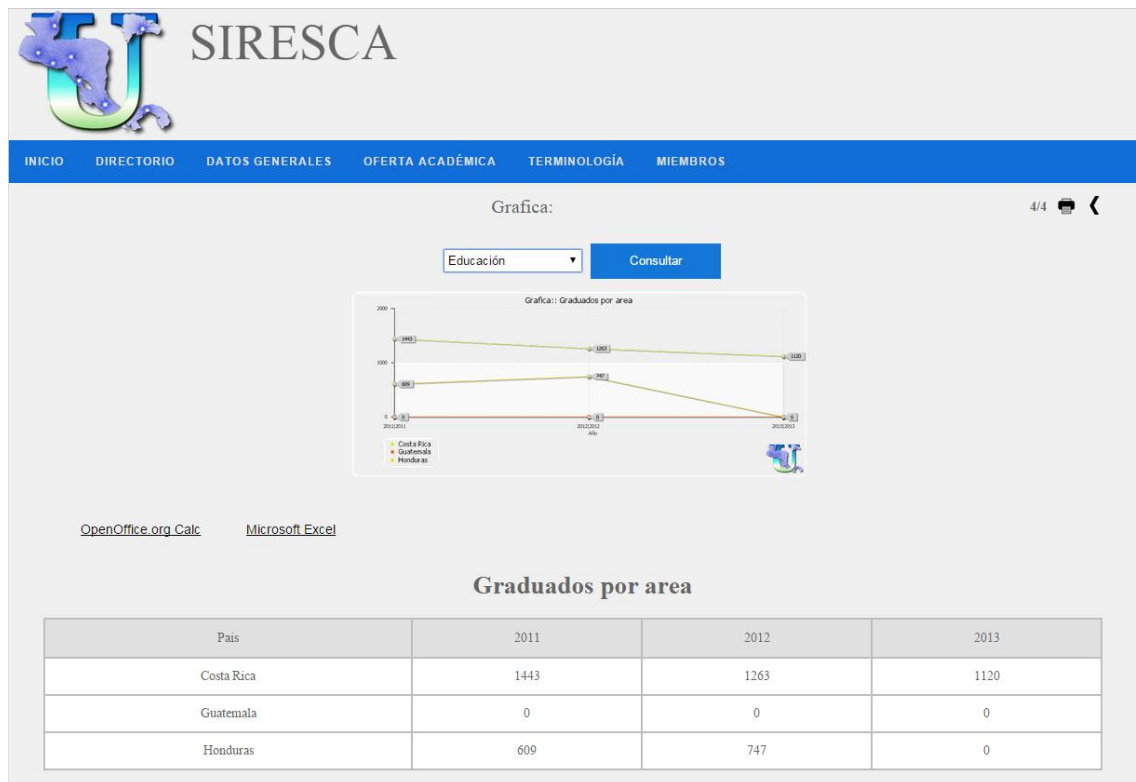 SIRESCA
INICIO DIRECTORIO DATOS GENERALES OFERTA ACADÉMICA TERMINOLOGÍA MIEMBROS
Grafica:
4/4
Educación Consultar
Grafica:: Graduados por area
2000
1443
1263
1120
1000
609
747
0 0 0 0
2011|2011 2012|2012 2013|2013
Año
Costa Rica
Guatemala
Honduras
OpenOffice.org Calc Microsoft Excel
Graduados por area
Pais 2011 2012 2013
Costa Rica 1443 1263 1120
Guatemala 0 0 0
Honduras 609 747 0